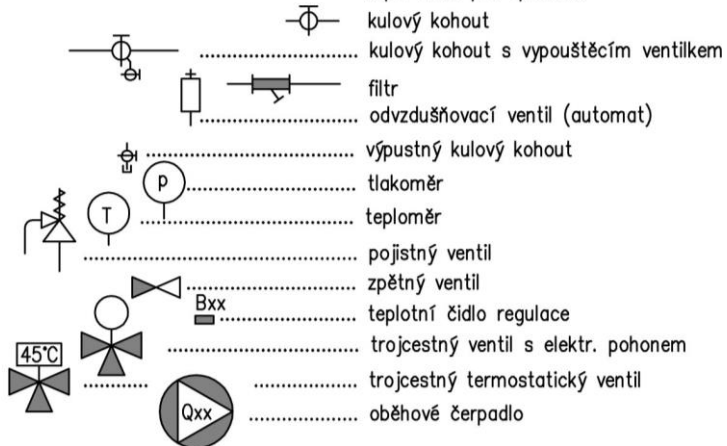 kulový kohout
kulový kohout s vypouštěcím ventilkem
filtr
odvzdušňovací ventil (automat)
výpustný kulový kohout
p tlakoměr
T teploměr
pojistný ventil
zpětný ventil
Bxx teplotní čidlo regulace
trojcestný ventil s elektr. pohonem
45°C trojcestný termostatický ventil
Qxx oběhové čerpadlo